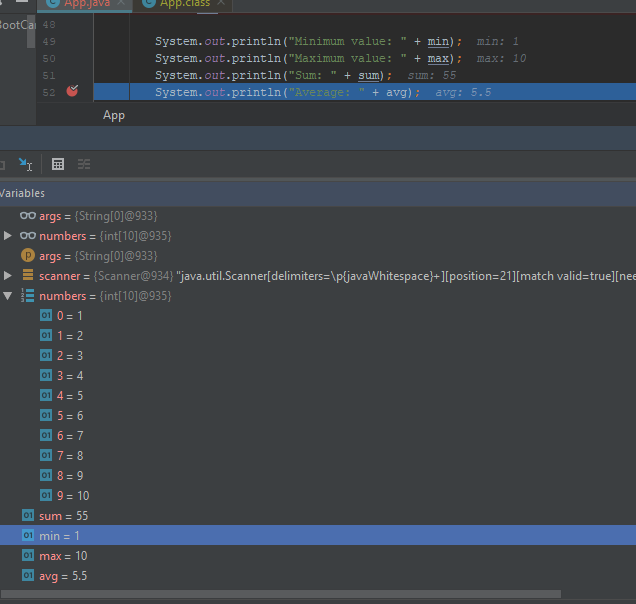 App.java App.class
BootCa
48
49 System.out.println("Minimum value: " + min); min: 1
50 System.out.println("Maximum value: " + max); max: 10
51 System.out.println("Sum: " + sum); sum: 55
52 System.out.println("Average: " + avg); avg: 5.5
App
Variables
args = {String[0]@933}
numbers = {int[10]@935}
args = {String[0]@933}
scanner = {Scanner@934} "java.util.Scanner[delimiters=\p{javaWhitespace}+][position=21][match valid=true][nee
numbers = {int[10]@935}
0 = 1
1 = 2
2 = 3
3 = 4
4 = 5
5 = 6
6 = 7
7 = 8
8 = 9
9 = 10
sum = 55
min = 1
max = 10
avg = 5.5